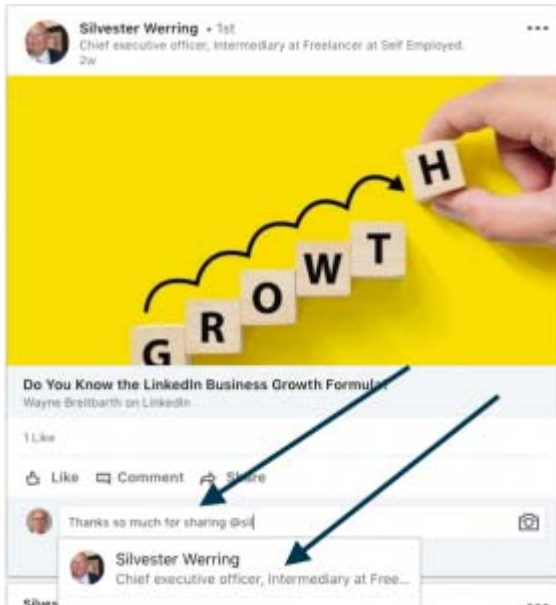 Silvester Werring • 1st
Chief executive officer, Intermediary at Freelancer at Self Employed.
2w
H
T
W
O
R
G
Do You Know the LinkedIn Business Growth Formula?
Wayne Breitbarth on LinkedIn
1 Like
Like Comment Share
Thanks so much for sharing @sil
Silvester Werring
Chief executive officer, Intermediary at Free...